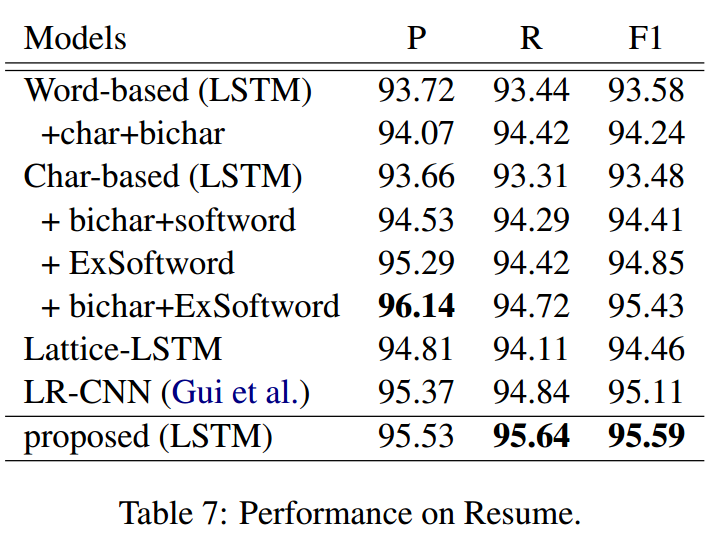 Models P R F1
Word-based (LSTM) 93.72 93.44 93.58
+char+bichar 94.07 94.42 94.24
Char-based (LSTM) 93.66 93.31 93.48
+ bichar+softword 94.53 94.29 94.41
+ ExSoftword 95.29 94.42 94.85
+ bichar+ExSoftword 96.14 94.72 95.43
Lattice-LSTM 94.81 94.11 94.46
LR-CNN (Gui et al.) 95.37 94.84 95.11
proposed (LSTM) 95.53 95.64 95.59
Table 7: Performance on Resume.